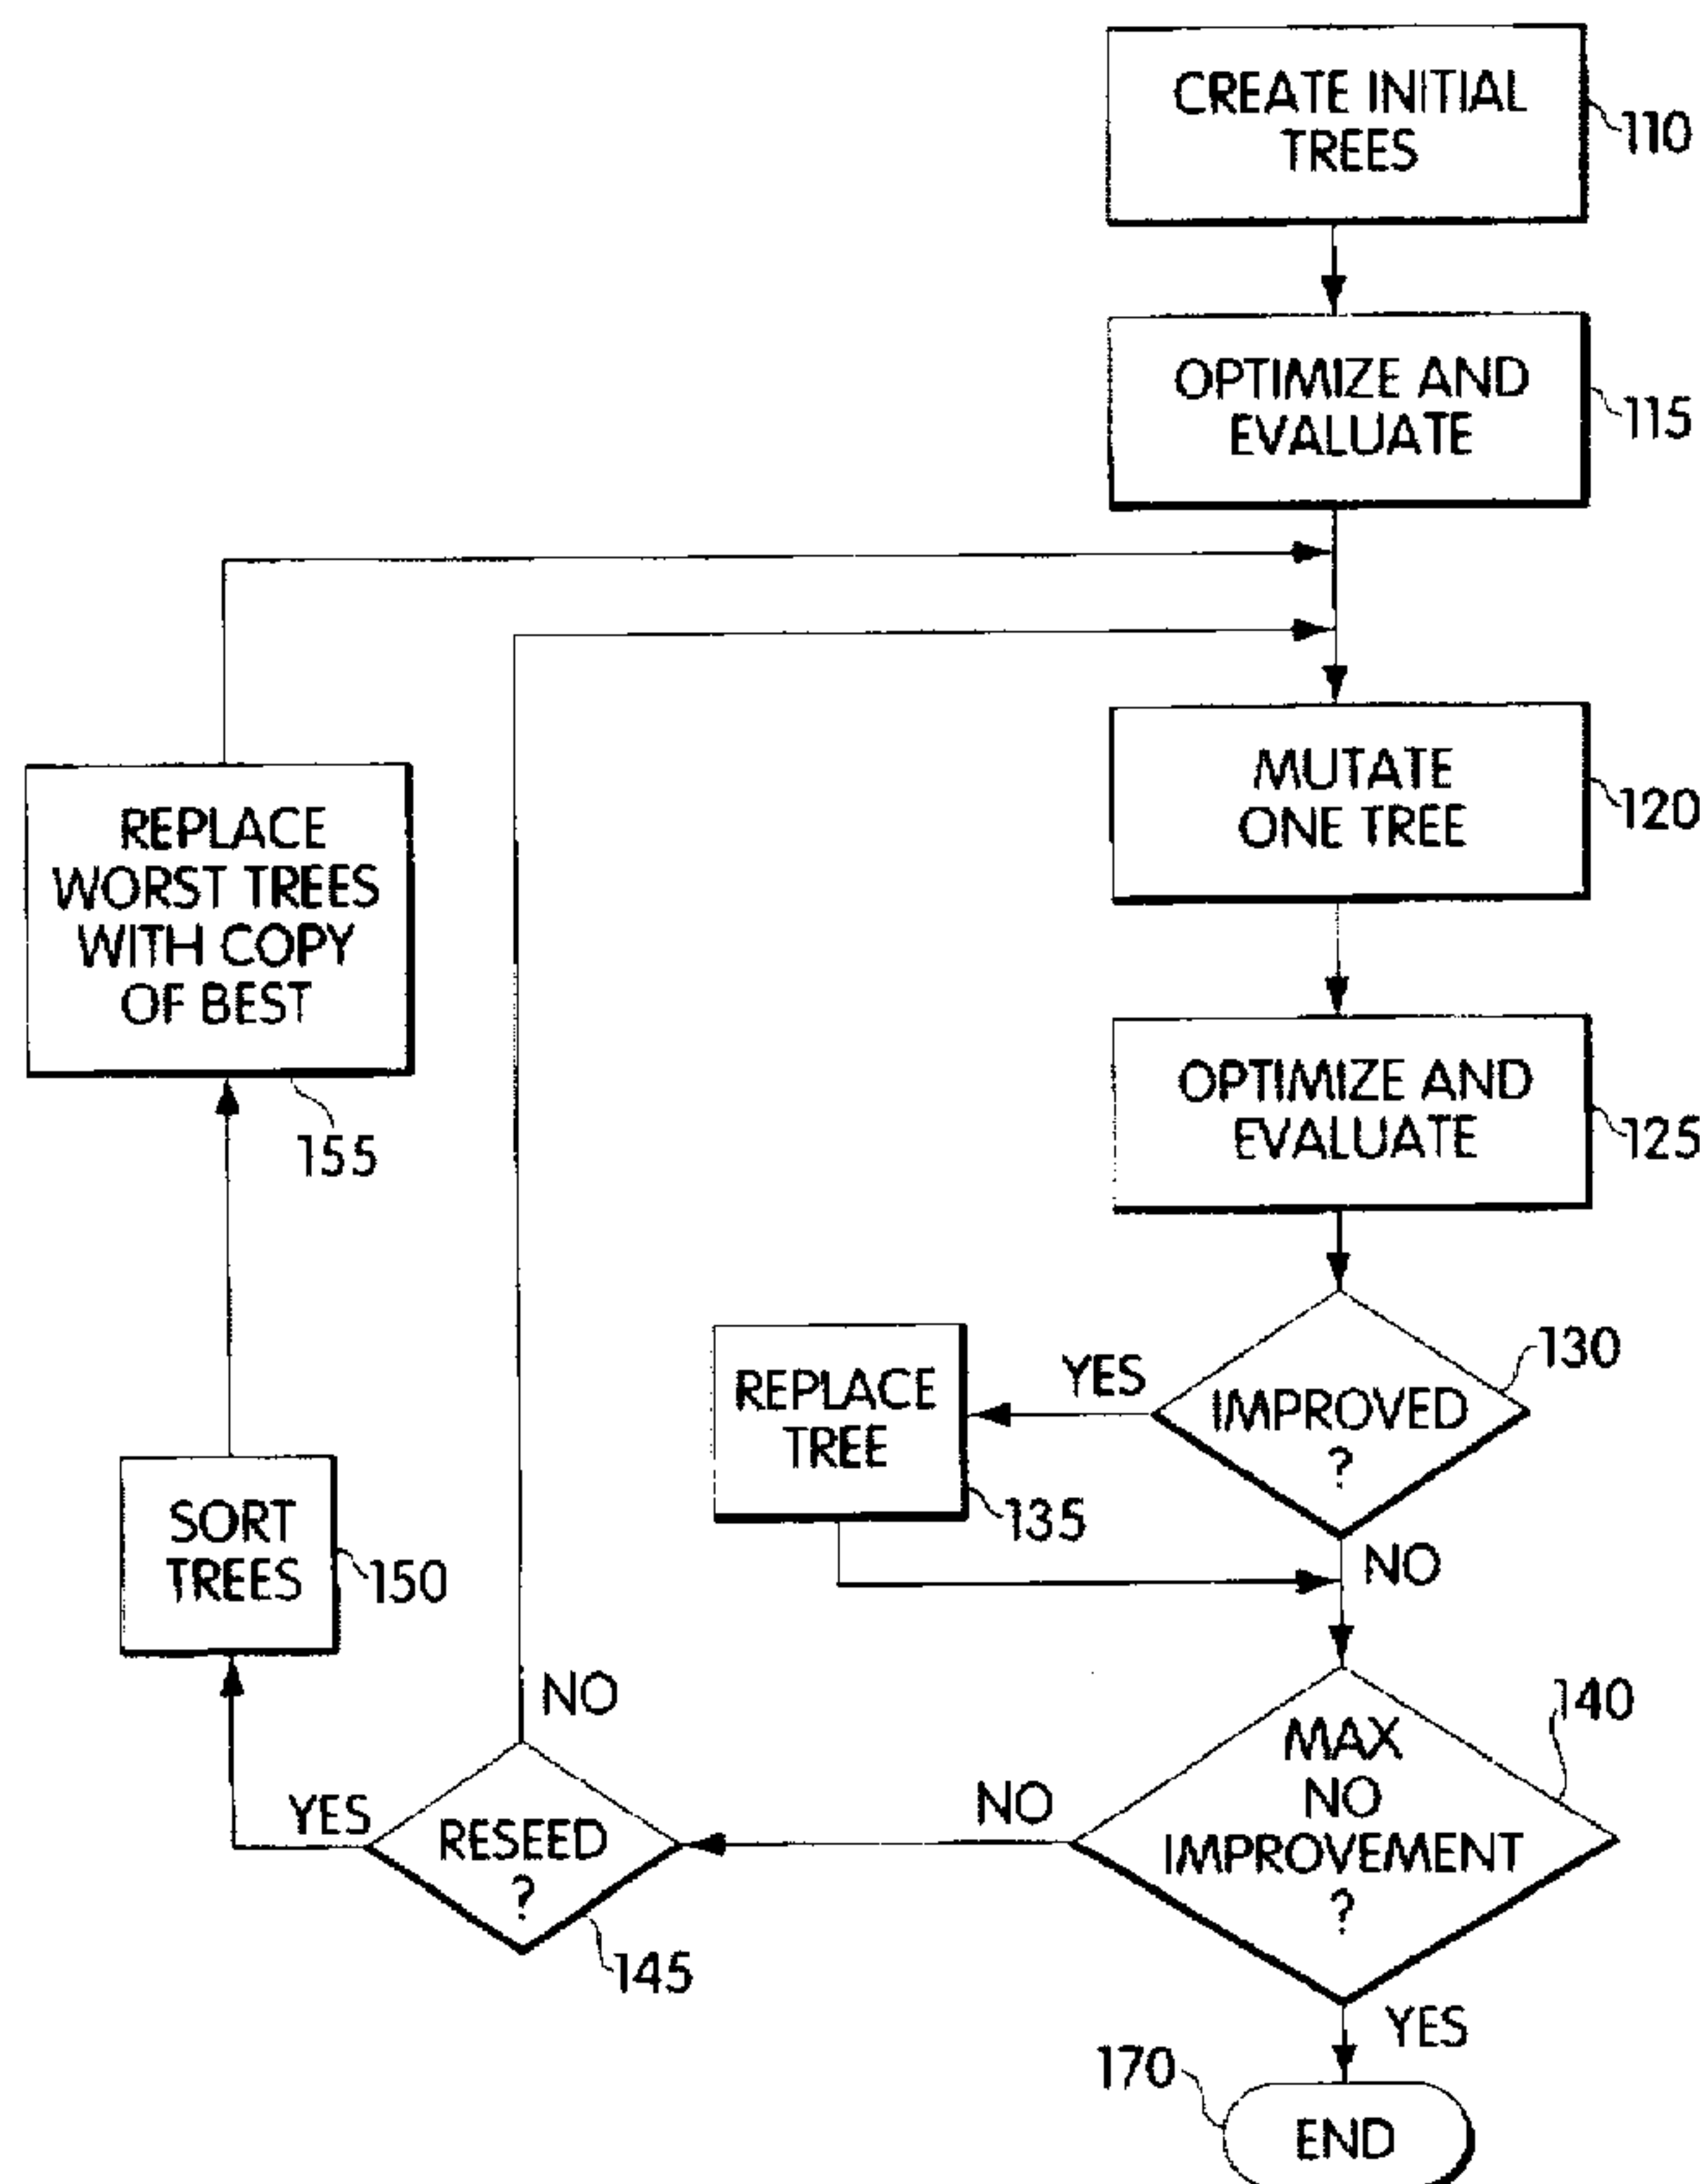 CREATE INITIAL
TREES
110
OPTIMIZE AND
EVALUATE
115
MUTATE
ONE TREE
120
REPLACE
WORST TREES
WITH COPY
OF BEST
155
OPTIMIZE AND
EVALUATE
125
IMPROVED
?
130
YES
REPLACE
TREE
135
NO
SORT
TREES
150
MAX
NO
IMPROVEMENT
?
140
NO
RESEED
?
145
NO
YES
YES
170
END